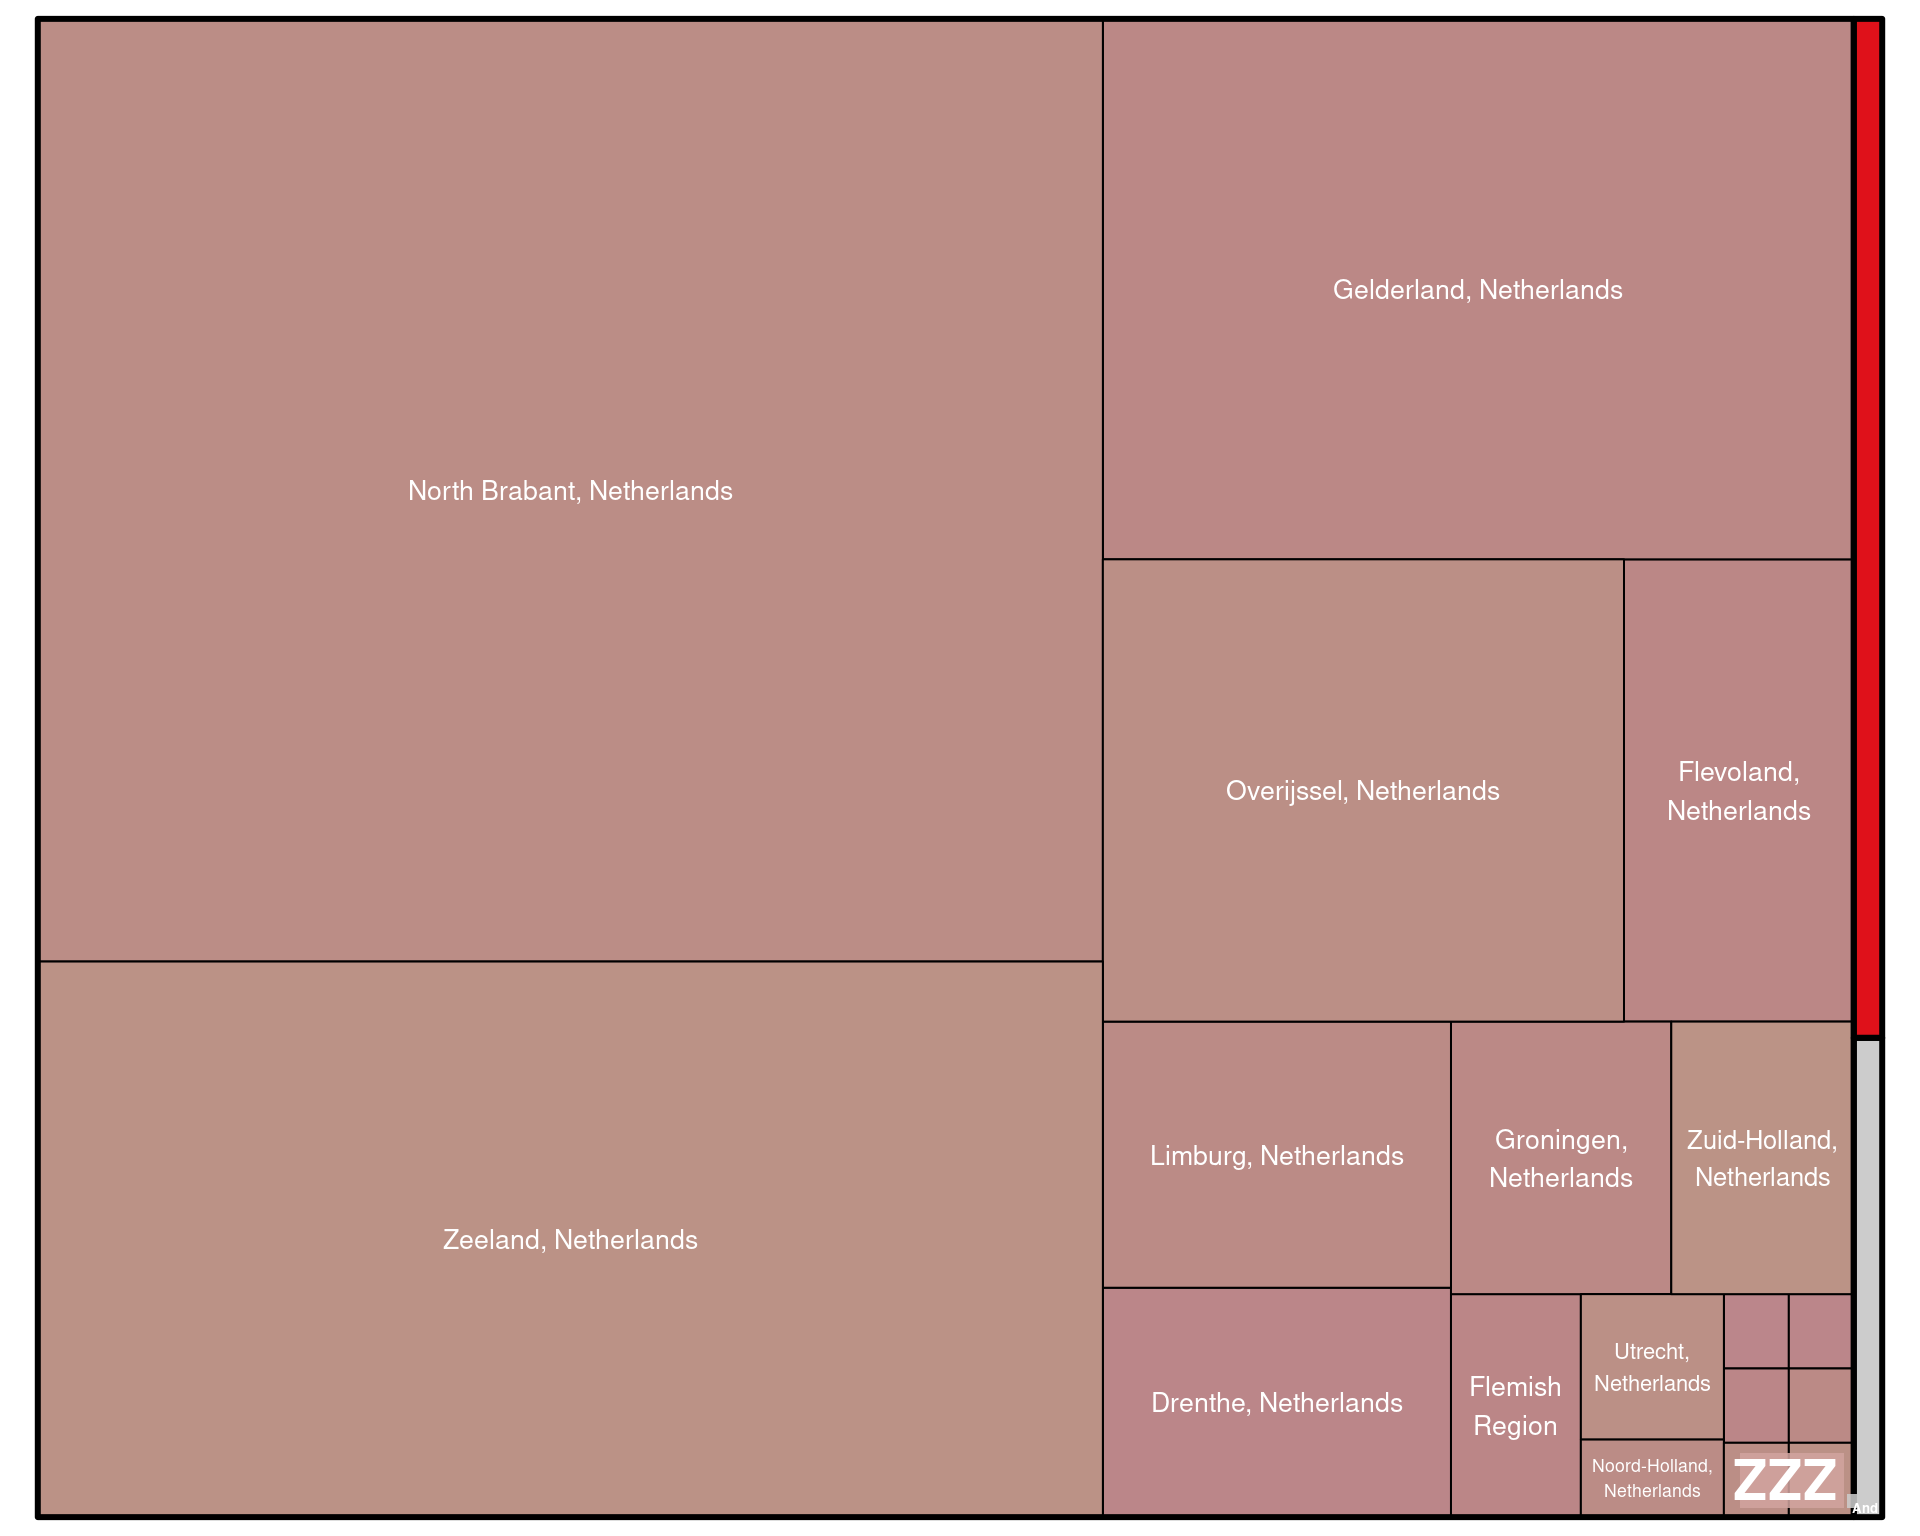 North Brabant, Netherlands
Zeeland, Netherlands
Gelderland, Netherlands
Overijssel, Netherlands
Flevoland,
Netherlands
Limburg, Netherlands
Groningen,
Netherlands
Zuid-Holland,
Netherlands
Drenthe, Netherlands
Flemish
Region
Utrecht,
Netherlands
Noord-Holland,
Netherlands
ZZZ
And